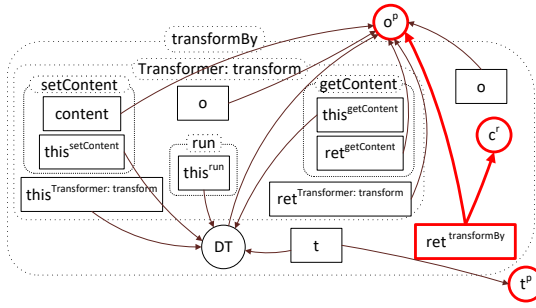 o^p
transformBy
Transformer: transform
setContent
getContent
content
o
o
this^getContent
this^setContent
run
ret^getContent
c^r
this^run
this^Transformer: transform
ret^Transformer: transform
DT
t
ret^transformBy
t^p